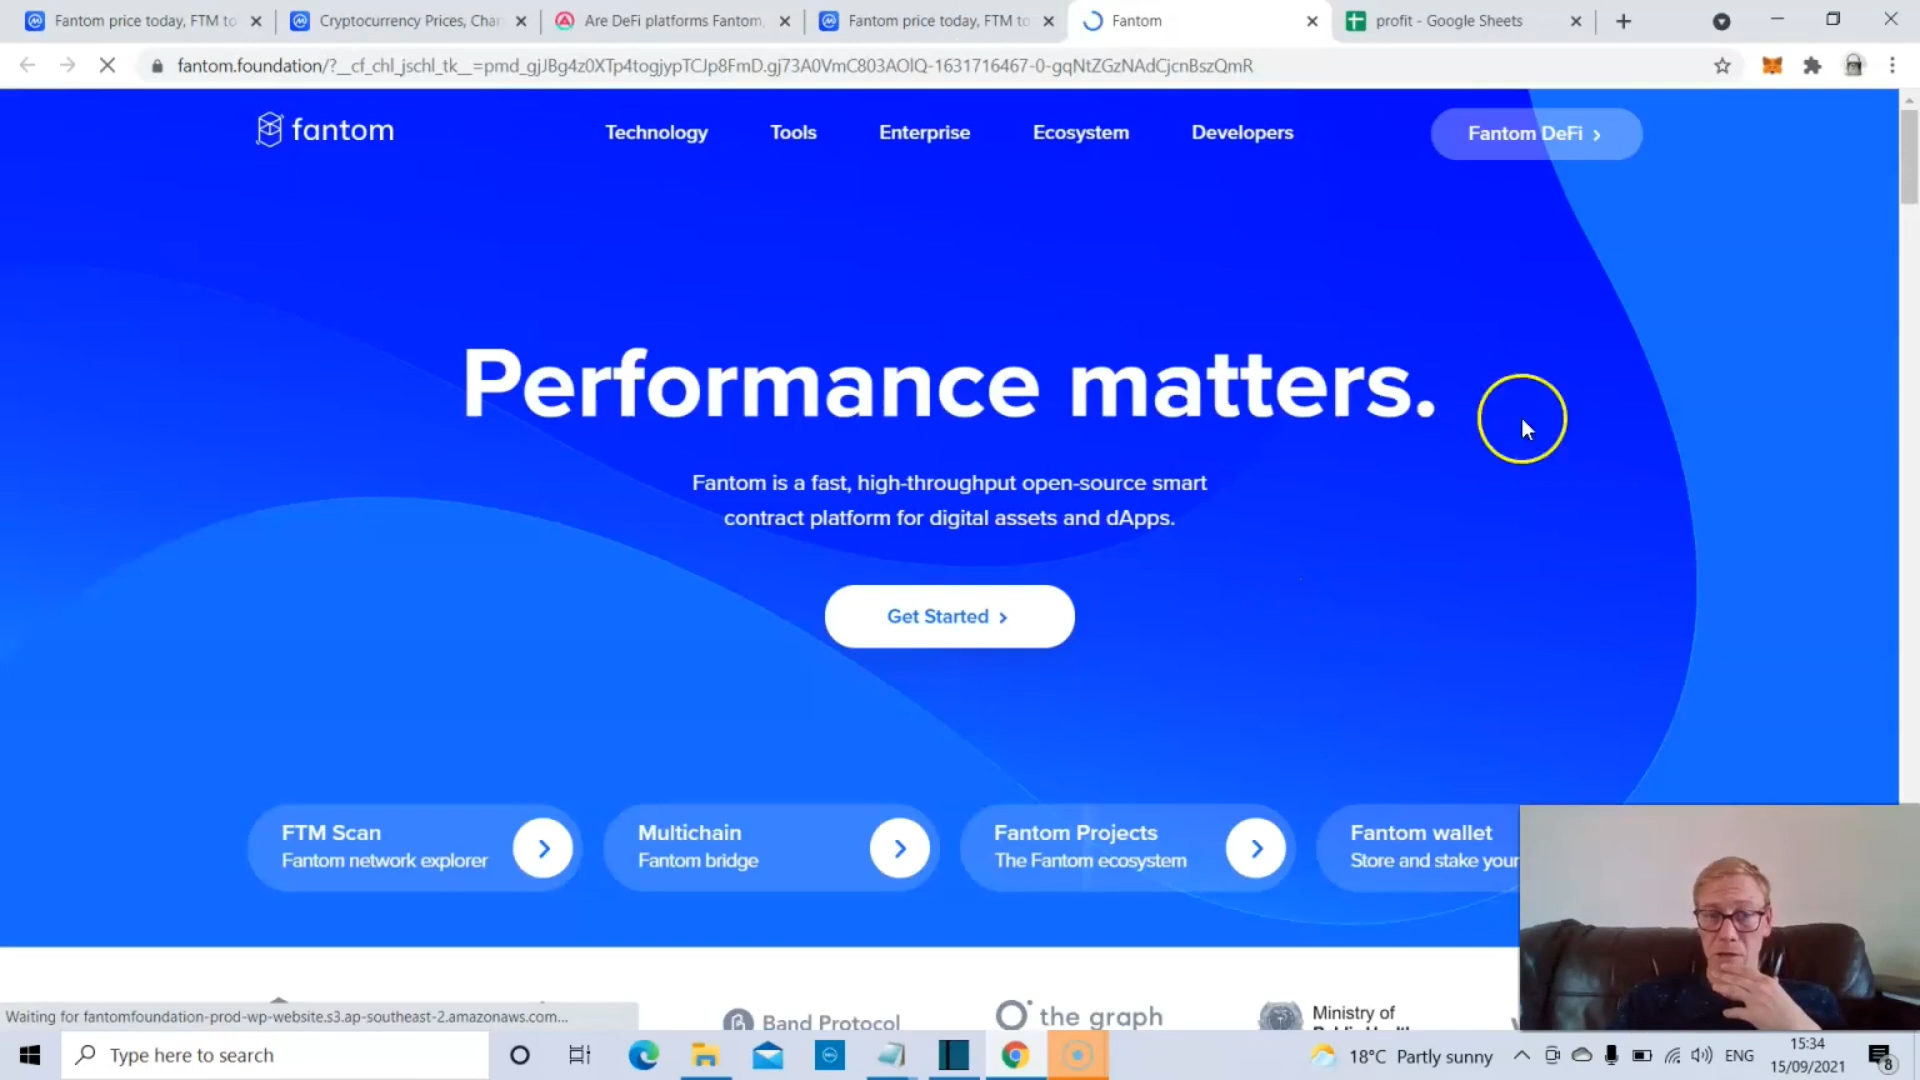 Fantom price today, FTM to
Cryptocurrency Prices, Char
Are DeFi platforms Fantom,
Fantom price today, FTM to
Fantom
profit - Google Sheets
fantom.foundation/?__cf_chl_jschl_tk__=pmd_gjJBg4z0XTp4togjypTCJp8FmD.gj73A0VmC803AOlQ-1631716467-0-gqNtZGzNAdCjcnBszQmR
fantom
Technology
Tools
Enterprise
Ecosystem
Developers
Fantom DeFi
Performance matters.
Fantom is a fast, high-throughput open-source smart
contract platform for digital assets and dApps.
Get Started
FTM Scan
Fantom network explorer
Multichain
Fantom bridge
Fantom Projects
The Fantom ecosystem
Fantom wallet
Store and stake your
Band Protocol
the graph
Ministry of
Waiting for fantomfoundation-prod-wp-website.s3.ap-southeast-2.amazonaws.com...
Type here to search
18°C Partly sunny
ENG
15:34
15/09/2021
8